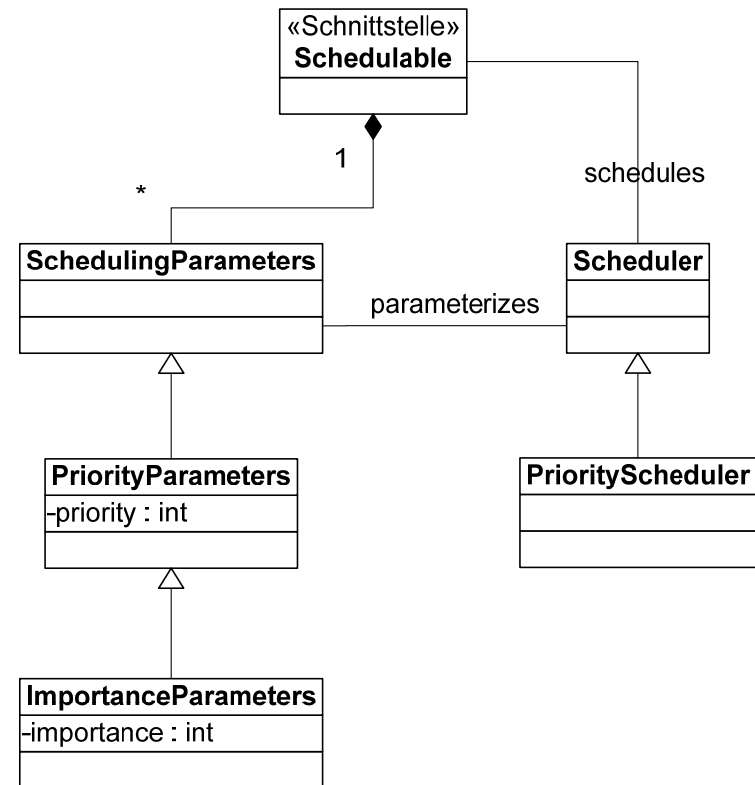 «Schnittstelle»
Schedulable
1
*
schedules
SchedulingParameters
Scheduler
parameterizes
PriorityParameters
-priority : int
PriorityScheduler
ImportanceParameters
-importance : int